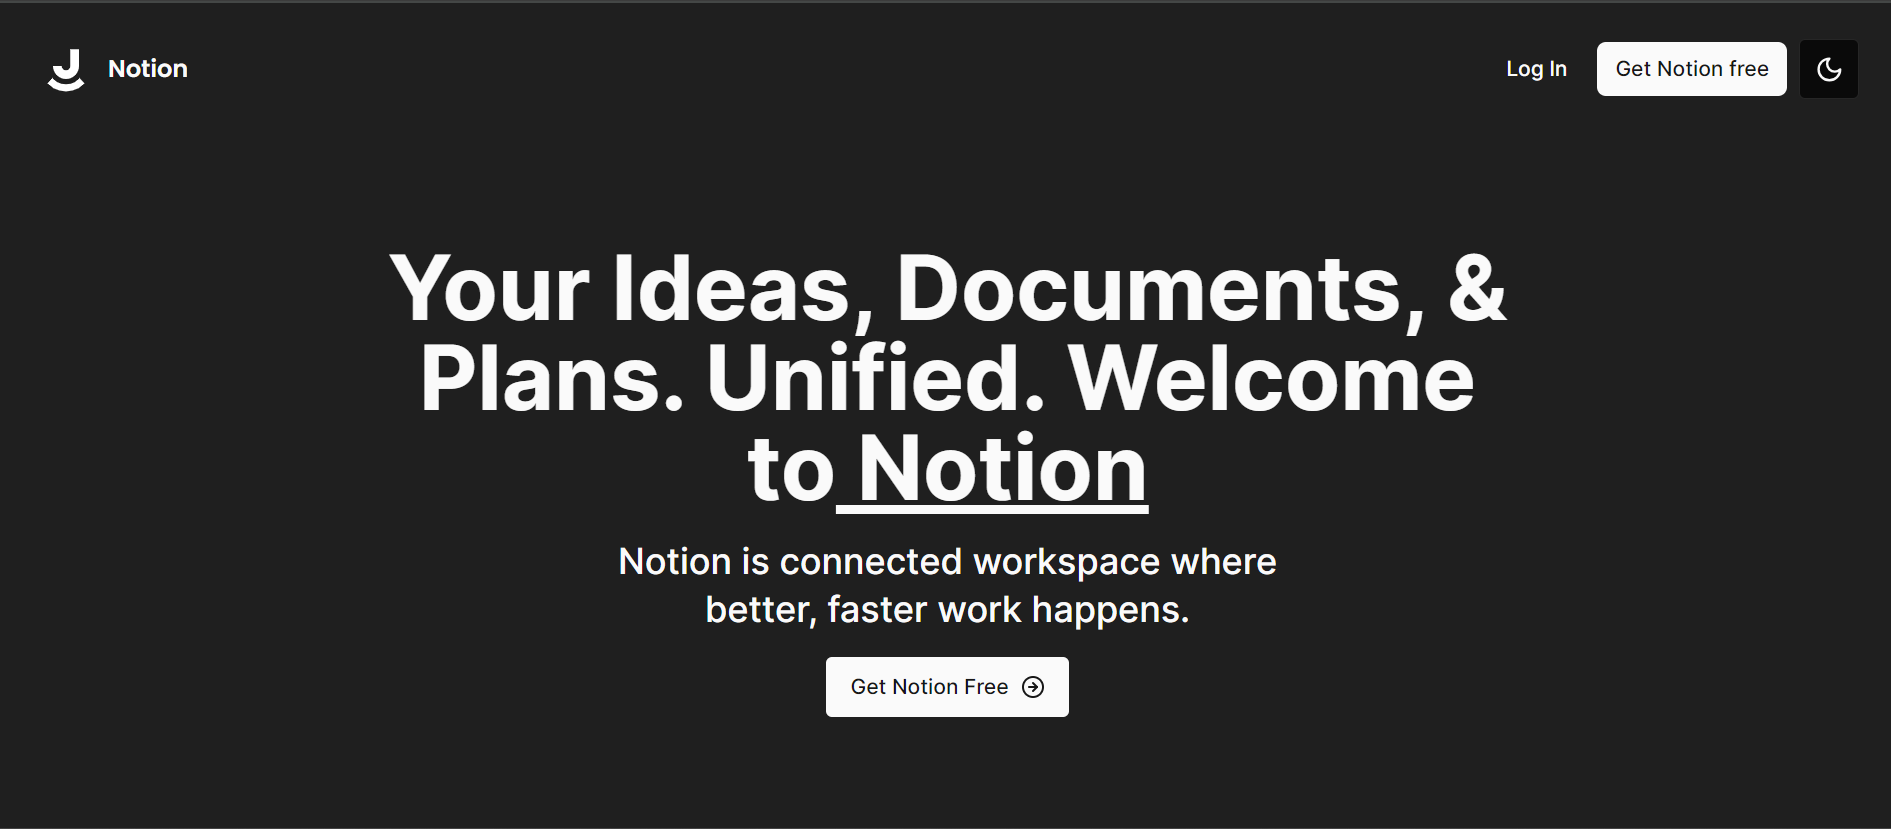 Notion
Log In
Get Notion free
Your Ideas, Documents, &
Plans. Unified. Welcome
to Notion
Notion is connected workspace where
better, faster work happens.
Get Notion Free